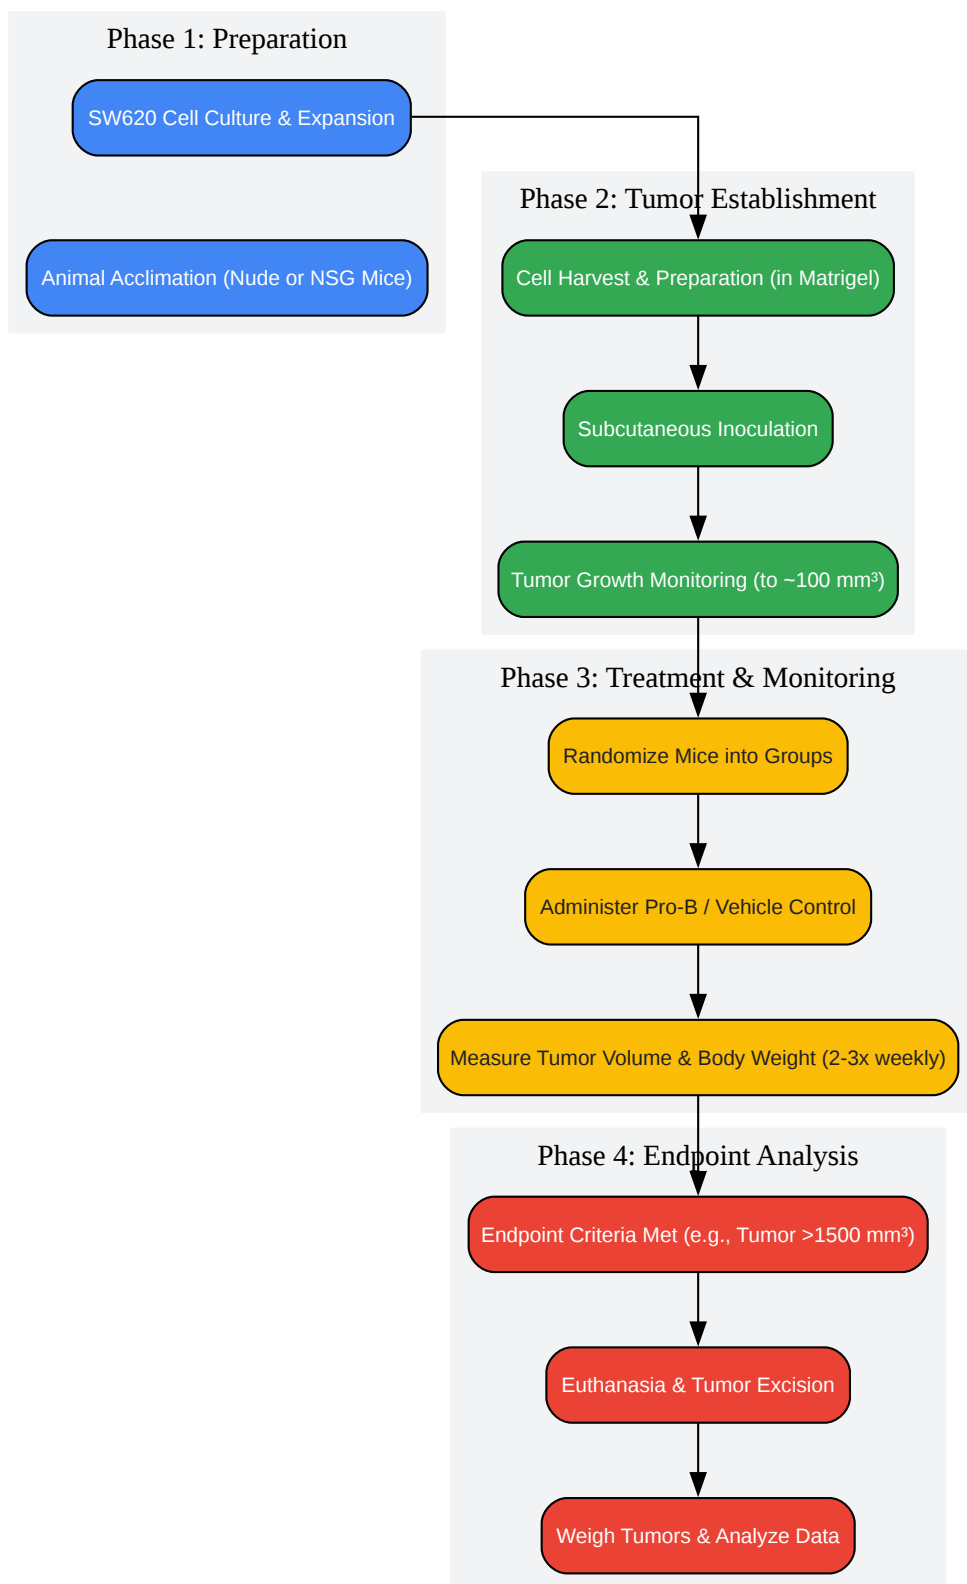 Phase 1: Preparation
SW620 Cell Culture & Expansion
Animal Acclimation (Nude or NSG Mice)
Phase 2: Tumor Establishment
Cell Harvest & Preparation (in Matrigel)
Subcutaneous Inoculation
Tumor Growth Monitoring (to ~100 mm³)
Phase 3: Treatment & Monitoring
Randomize Mice into Groups
Administer Pro-B / Vehicle Control
Measure Tumor Volume & Body Weight (2-3x weekly)
Phase 4: Endpoint Analysis
Endpoint Criteria Met (e.g., Tumor >1500 mm³)
Euthanasia & Tumor Excision
Weigh Tumors & Analyze Data